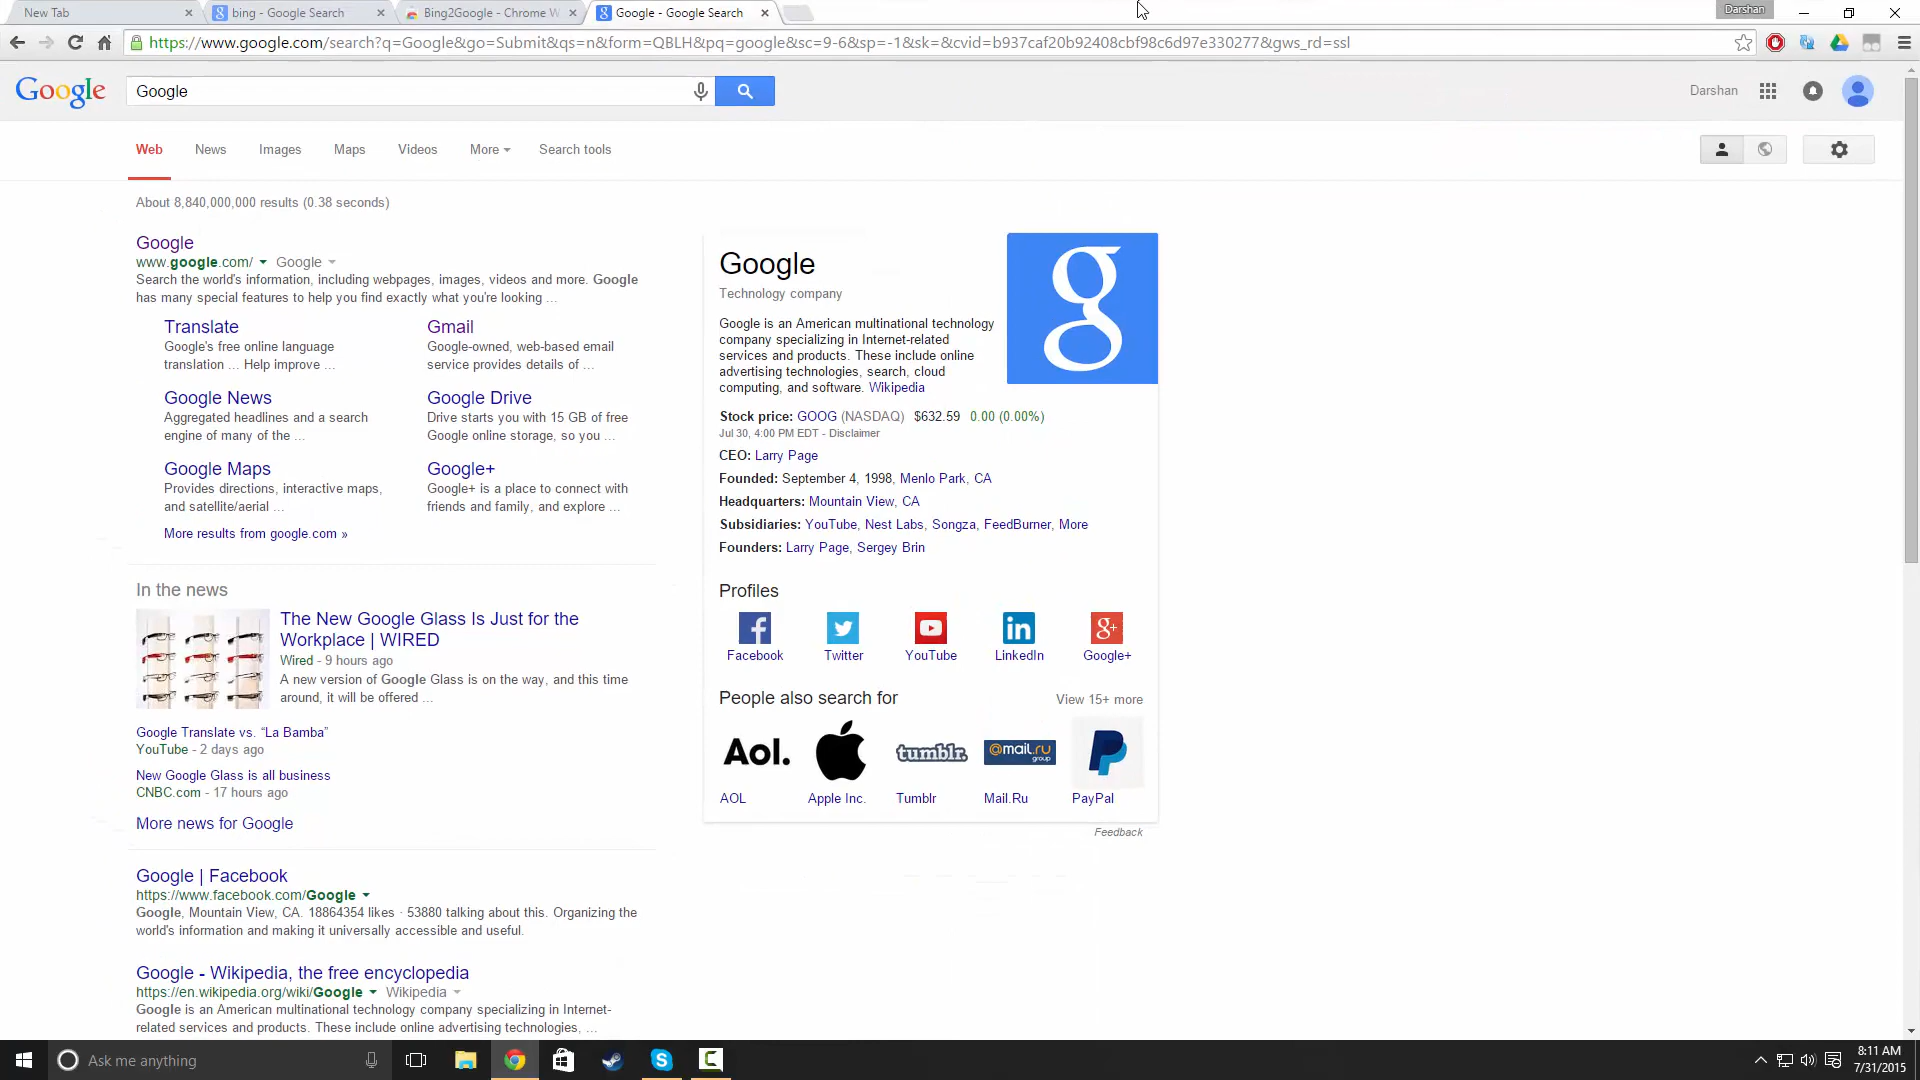 New Tab
bing - Google Search
Bing2Google - Chrome W
Google - Google Search
Darshan
https://www.google.com/search?q=Google&go=Submit&qs=n&form=QBLH&pq=google&sc=9-6&sp=-1&sk=&cvid=b937caf20b92408cbf98c6d97e330277&gws_rd=ssl
Google
Google
Darshan
Web
News
Images
Maps
Videos
More
Search tools
About 8,840,000,000 results (0.38 seconds)
Google
www.google.com/ Google
Search the world's information, including webpages, images, videos and more. Google
has many special features to help you find exactly what you're looking ...
Translate
Google's free online language
translation ... Help improve ...
Gmail
Google-owned, web-based email
service provides details of ...
Google News
Aggregated headlines and a search
engine of many of the ...
Google Drive
Drive starts you with 15 GB of free
Google online storage, so you ...
Google Maps
Provides directions, interactive maps,
and satellite/aerial ...
Google+
Google+ is a place to connect with
friends and family, and explore ...
More results from google.com »
In the news
The New Google Glass Is Just for the
Workplace | WIRED
Wired - 9 hours ago
A new version of Google Glass is on the way, and this time
around, it will be offered ...
Google Translate vs. “La Bamba”
YouTube - 2 days ago
New Google Glass is all business
CNBC.com - 17 hours ago
More news for Google
Google | Facebook
https://www.facebook.com/Google
Google, Mountain View, CA. 18864354 likes · 53880 talking about this. Organizing the
world's information and making it universally accessible and useful.
Google - Wikipedia, the free encyclopedia
https://en.wikipedia.org/wiki/Google Wikipedia
Google is an American multinational technology company specializing in Internet-
related services and products. These include online advertising technologies, ...
Google
Technology company
g
Google is an American multinational technology
company specializing in Internet-related
services and products. These include online
advertising technologies, search, cloud
computing, and software. Wikipedia
Stock price: GOOG (NASDAQ) $632.59 0.00 (0.00%)
Jul 30, 4:00 PM EDT - Disclaimer
CEO: Larry Page
Founded: September 4, 1998, Menlo Park, CA
Headquarters: Mountain View, CA
Subsidiaries: YouTube, Nest Labs, Songza, FeedBurner, More
Founders: Larry Page, Sergey Brin
Profiles
Facebook
Twitter
YouTube
LinkedIn
Google+
People also search for
View 15+ more
Aol.
tumblr.
@mail.ru
group
AOL
Apple Inc.
Tumblr
Mail.Ru
PayPal
Feedback
Ask me anything
8:11 AM
7/31/2015